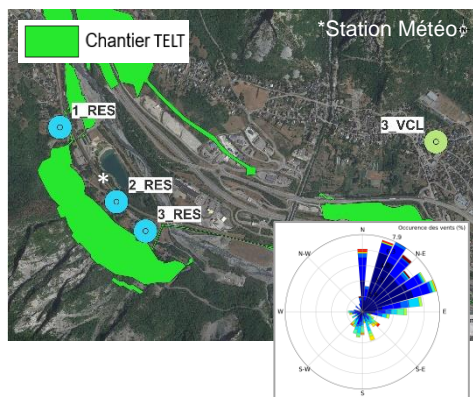 Chantier TELT
*Station Météo
1_RES
3_VCL
*
2_RES
3_RES
Occurence des vents (%)
N
7.9
N-W
N-E
W
E
S-W
S-E
S